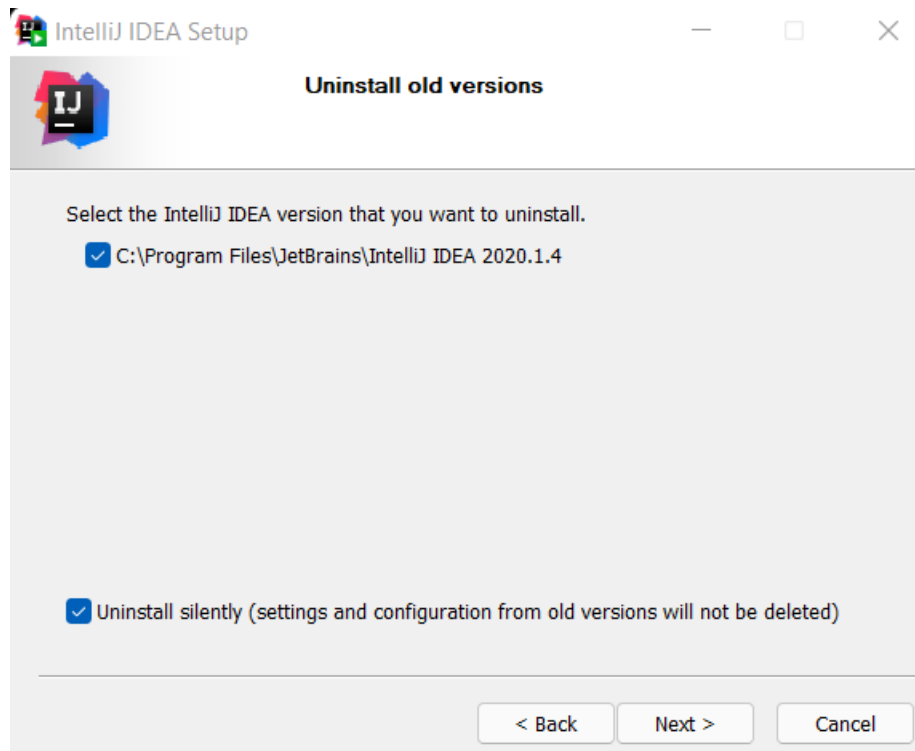 IntelliJ IDEA Setup
IJ
Uninstall old versions
Select the IntelliJ IDEA version that you want to uninstall.
C:\Program Files\JetBrains\IntelliJ IDEA 2020.1.4
Uninstall silently (settings and configuration from old versions will not be deleted)
< Back
Next >
Cancel